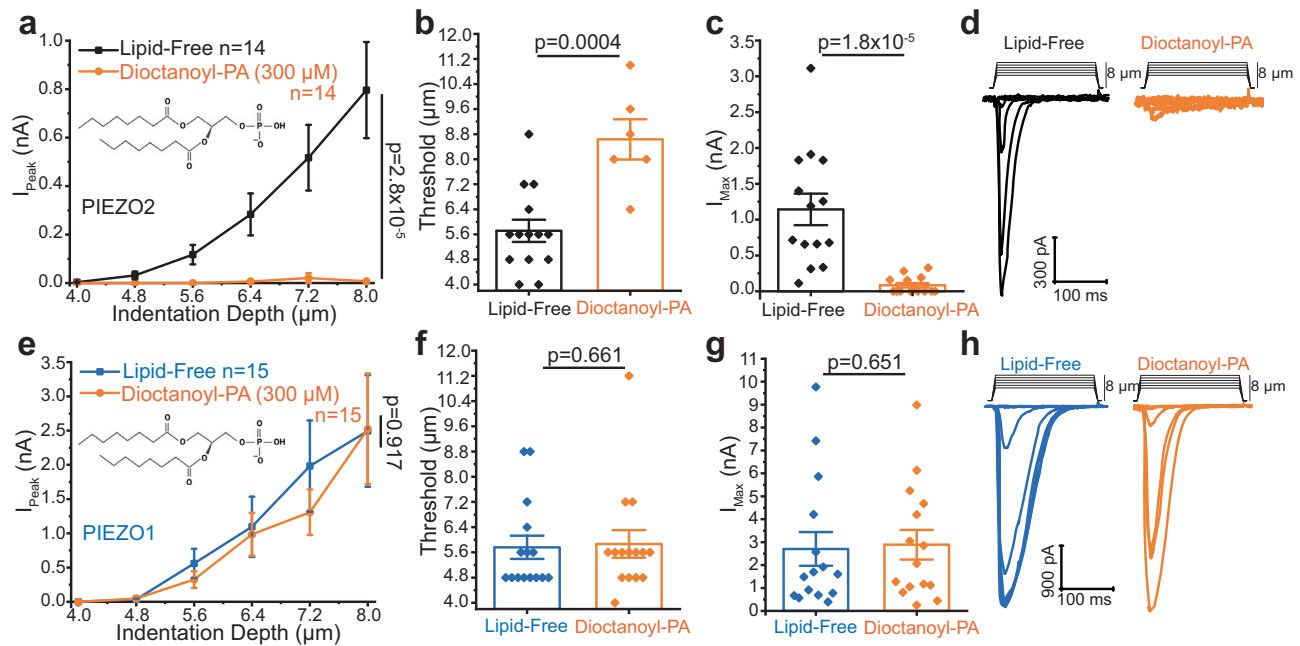 a
I_Peak (nA)
1.0
0.8
0.6
0.4
0.2
0.0
Lipid-Free n=14
Dioctanoyl-PA (300 µM)
n=14
O
O
O
O
O
P
OH
O
−
PIEZO2
p=2.8x10-5
4.0 4.8 5.6 6.4 7.2 8.0
Indentation Depth (µm)
b
Threshold (µm)
12.0
11.2
10.4
9.6
8.8
8.0
7.2
6.4
5.6
4.8
4.0
p=0.0004
Lipid-Free Dioctanoyl-PA
c
I_Max (nA)
3.5
3.0
2.5
2.0
1.5
1.0
0.5
0.0
p=1.8x10-5
Lipid-Free
Dioctanoyl-PA
d
Lipid-Free Dioctanoyl-PA
8 µm 8 µm
300 pA
100 ms
e
I_Peak (nA)
3.5
3.0
2.5
2.0
1.5
1.0
0.5
0.0
Lipid-Free n=15
Dioctanoyl-PA (300 µM)
n=15
O
O
O
O
O
P
OH
O
−
PIEZO1
p=0.917
4.0 4.8 5.6 6.4 7.2 8.0
Indentation Depth (µm)
f
Threshold (µm)
12.0
11.2
10.4
9.6
8.8
8.0
7.2
6.4
5.6
4.8
4.0
p=0.661
Lipid-Free Dioctanoyl-PA
g
I_Max (nA)
11
10
9
8
7
6
5
4
3
2
1
0
p=0.651
Lipid-Free Dioctanoyl-PA
h
Lipid-Free Dioctanoyl-PA
8 µm 8 µm
900 pA
100 ms